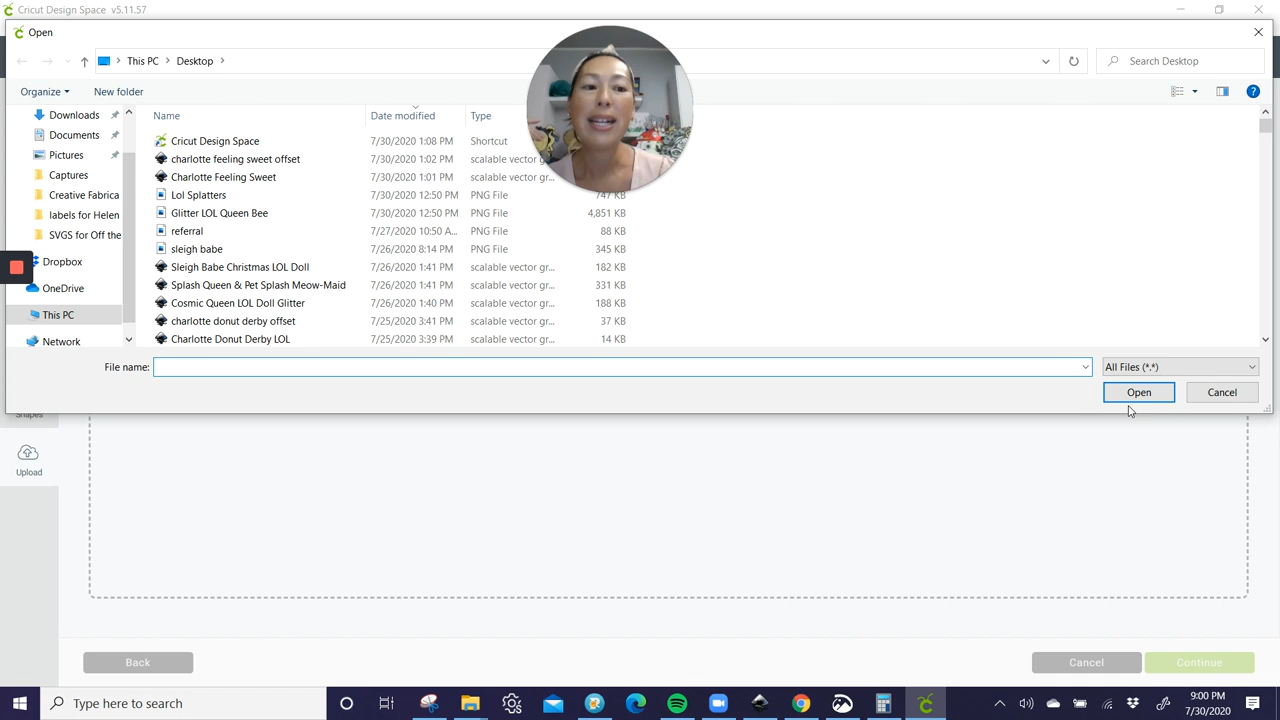 Cricut Design Space v5.11.57
Open
This PC > Desktop >
Search Desktop
Organize
New folder
Downloads
Documents
Pictures
Captures
Creative Fabrica
labels for Helen
SVGS for Off the
Dropbox
OneDrive
This PC
Network
Name Date modified Type
Cricut Design Space 7/30/2020 1:08 PM Shortcut
charlotte feeling sweet offset 7/30/2020 1:02 PM scalable vector g...
Charlotte Feeling Sweet 7/30/2020 1:01 PM scalable vector gr...
Lol Splatters 7/30/2020 12:50 PM PNG File 747 KB
Glitter LOL Queen Bee 7/30/2020 12:50 PM PNG File 4,851 KB
referral 7/27/2020 10:50 A... PNG File 88 KB
sleigh babe 7/26/2020 8:14 PM PNG File 345 KB
Sleigh Babe Christmas LOL Doll 7/26/2020 1:41 PM scalable vector gr... 182 KB
Splash Queen & Pet Splash Meow-Maid 7/26/2020 1:41 PM scalable vector gr... 331 KB
Cosmic Queen LOL Doll Glitter 7/26/2020 1:40 PM scalable vector gr... 188 KB
charlotte donut derby offset 7/25/2020 3:41 PM scalable vector gr... 37 KB
Charlotte Donut Derby LOL 7/25/2020 3:39 PM scalable vector gr... 14 KB
File name:
All Files (*.*)
Open
Cancel
Shapes
Upload
Back
Cancel
Continue
Type here to search
9:00 PM
7/30/2020